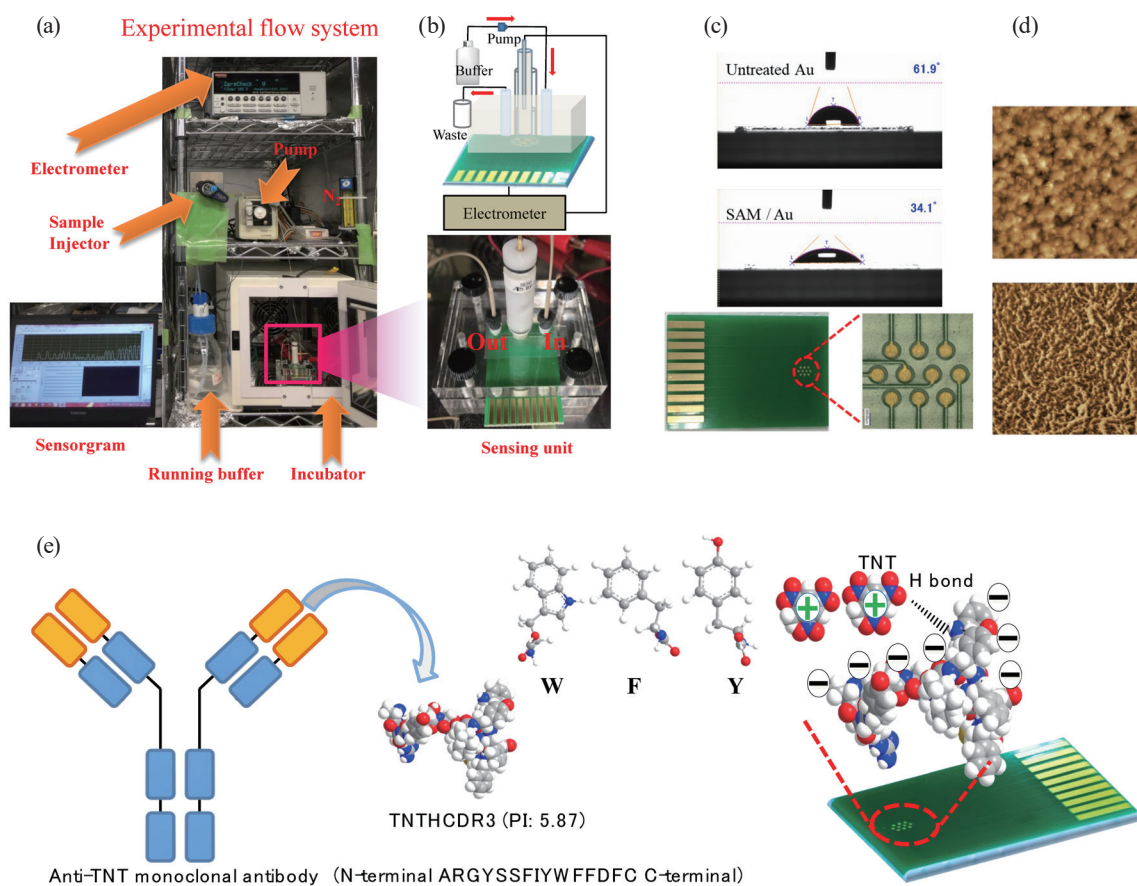 (a)
Experimental flow system
Electrometer
Pump
N2
Sample
Injector
Sensorgram
Running buffer
Incubator
(b)
Pump
Buffer
Waste
Electrometer
Out
In
Sensing unit
(c)
Untreated Au
61.9°
SAM / Au
34.1°
(d)
(e)
W
F
Y
TNT
H bond
TNTHCDR3 (PI: 5.87)
Anti-TNT monoclonal antibody (N-terminal ARGYSSFIYWFFDFC C-terminal)